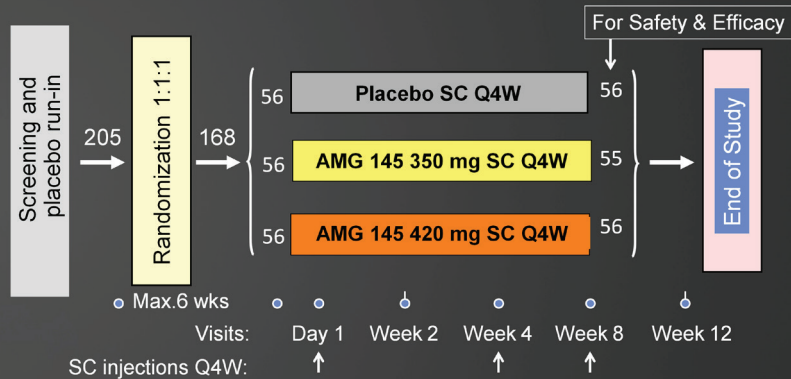 For Safety & Efficacy
Screening and
placebo run-in
205
Randomization 1:1:1
168
56
Placebo SC Q4W
56
56
AMG 145 350 mg SC Q4W
55
56
AMG 145 420 mg SC Q4W
56
End of Study
Max.6 wks
Visits: Day 1 Week 2 Week 4 Week 8 Week 12
SC injections Q4W: